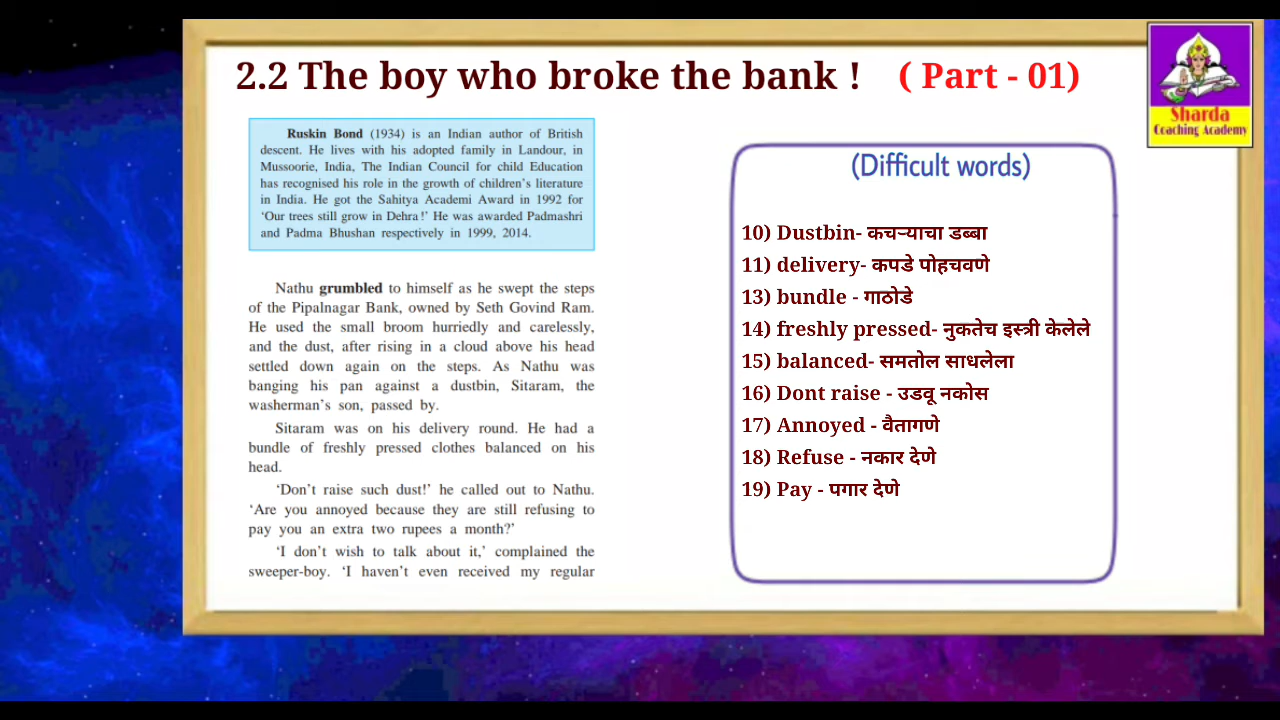 2.2 The boy who broke the bank ! ( Part - 01)
Sharda
Coaching Academy
Ruskin Bond (1934) is an Indian author of British
descent. He lives with his adopted family in Landour, in
Mussoorie, India, The Indian Council for child Education
has recognised his role in the growth of children's literature
in India. He got the Sahitya Academi Award in 1992 for
'Our trees still grow in Dehra !' He was awarded Padmashri
and Padma Bhushan respectively in 1999, 2014.
Nathu grumbled to himself as he swept the steps
of the Pipalnagar Bank, owned by Seth Govind Ram.
He used the small broom hurriedly and carelessly,
and the dust, after rising in a cloud above his head
settled down again on the steps. As Nathu was
banging his pan against a dustbin, Sitaram, the
washerman's son, passed by.
Sitaram was on his delivery round. He had a
bundle of freshly pressed clothes balanced on his
head.
'Don't raise such dust!' he called out to Nathu.
'Are you annoyed because they are still refusing to
pay you an extra two rupees a month?'
'I don't wish to talk about it,' complained the
sweeper-boy. 'I haven't even received my regular
(Difficult words)
10) Dustbin- कचऱ्याचा डब्बा
11) delivery- कपडे पोहचवणे
13) bundle - गाठोडे
14) freshly pressed- नुकतेच इस्त्री केलेले
15) balanced- समतोल साधलेला
16) Dont raise - उडवू नकोस
17) Annoyed - वैतागणे
18) Refuse - नकार देणे
19) Pay - पगार देणे